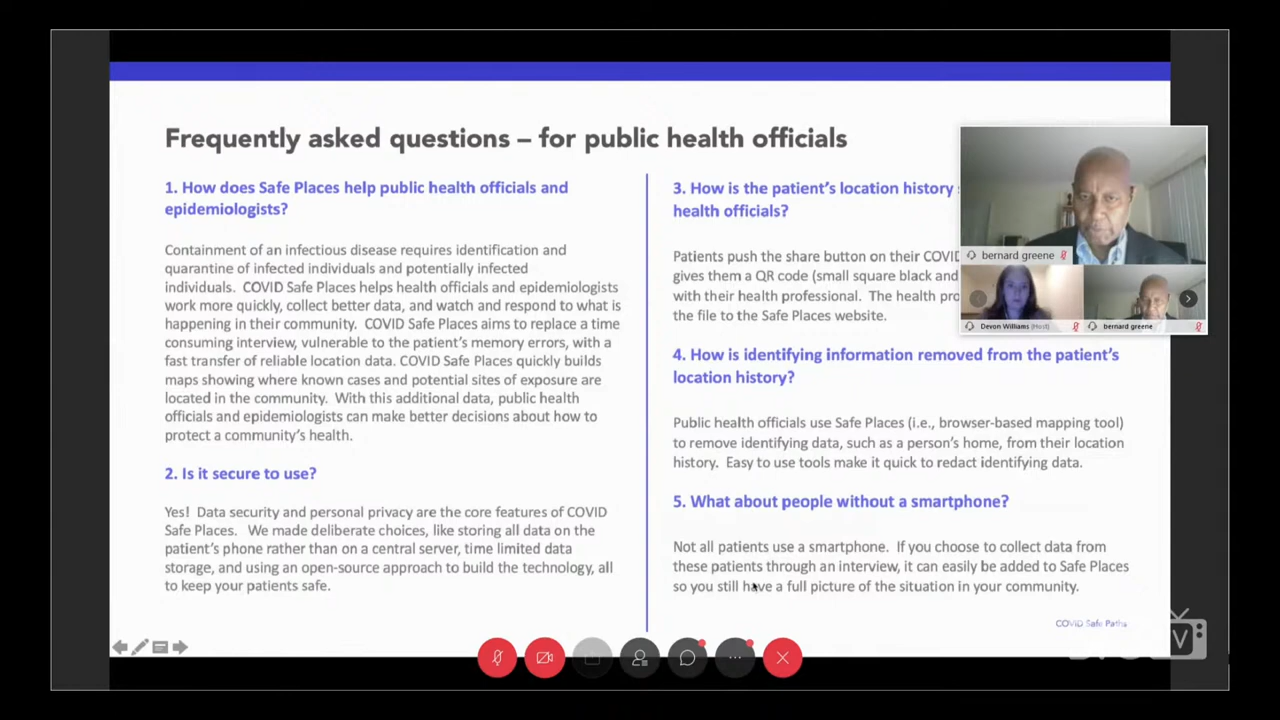 Frequently asked questions – for public health officials
1. How does Safe Places help public health officials and
epidemiologists?
Containment of an infectious disease requires identification and
quarantine of infected individuals and potentially infected
individuals.  COVID Safe Places helps health officials and epidemiologists
work more quickly, collect better data, and watch and respond to what is
happening in their community.  COVID Safe Places aims to replace a time
consuming interview, vulnerable to the patient's memory errors, with a
fast transfer of reliable location data. COVID Safe Places quickly builds
maps showing where known cases and potential sites of exposure are
located in the community.  With this additional data, public health
officials and epidemiologists can make better decisions about how to
protect a community's health.
2. Is it secure to use?
Yes!  Data security and personal privacy are the core features of COVID
Safe Places.   We made deliberate choices, like storing all data on the
patient's phone rather than on a central server, time limited data
storage, and using an open-source approach to build the technology, all
to keep your patients safe.
3. How is the patient's location history
health officials?
Patients push the share button on their COVID
gives them a QR code (small square black and
with their health professional.  The health
the file to the Safe Places website.
4. How is identifying information removed from the patient's
location history?
Public health officials use Safe Places (i.e., browser-based mapping tool)
to remove identifying data, such as a person's home, from their location
history.  Easy to use tools make it quick to redact identifying data.
5. What about people without a smartphone?
Not all patients use a smartphone.  If you choose to collect data from
these patients through an interview, it can easily be added to Safe Places
so you still have a full picture of the situation in your community.
COVID Safe Paths
bernard greene
Devon Williams (Host)
bernard greene